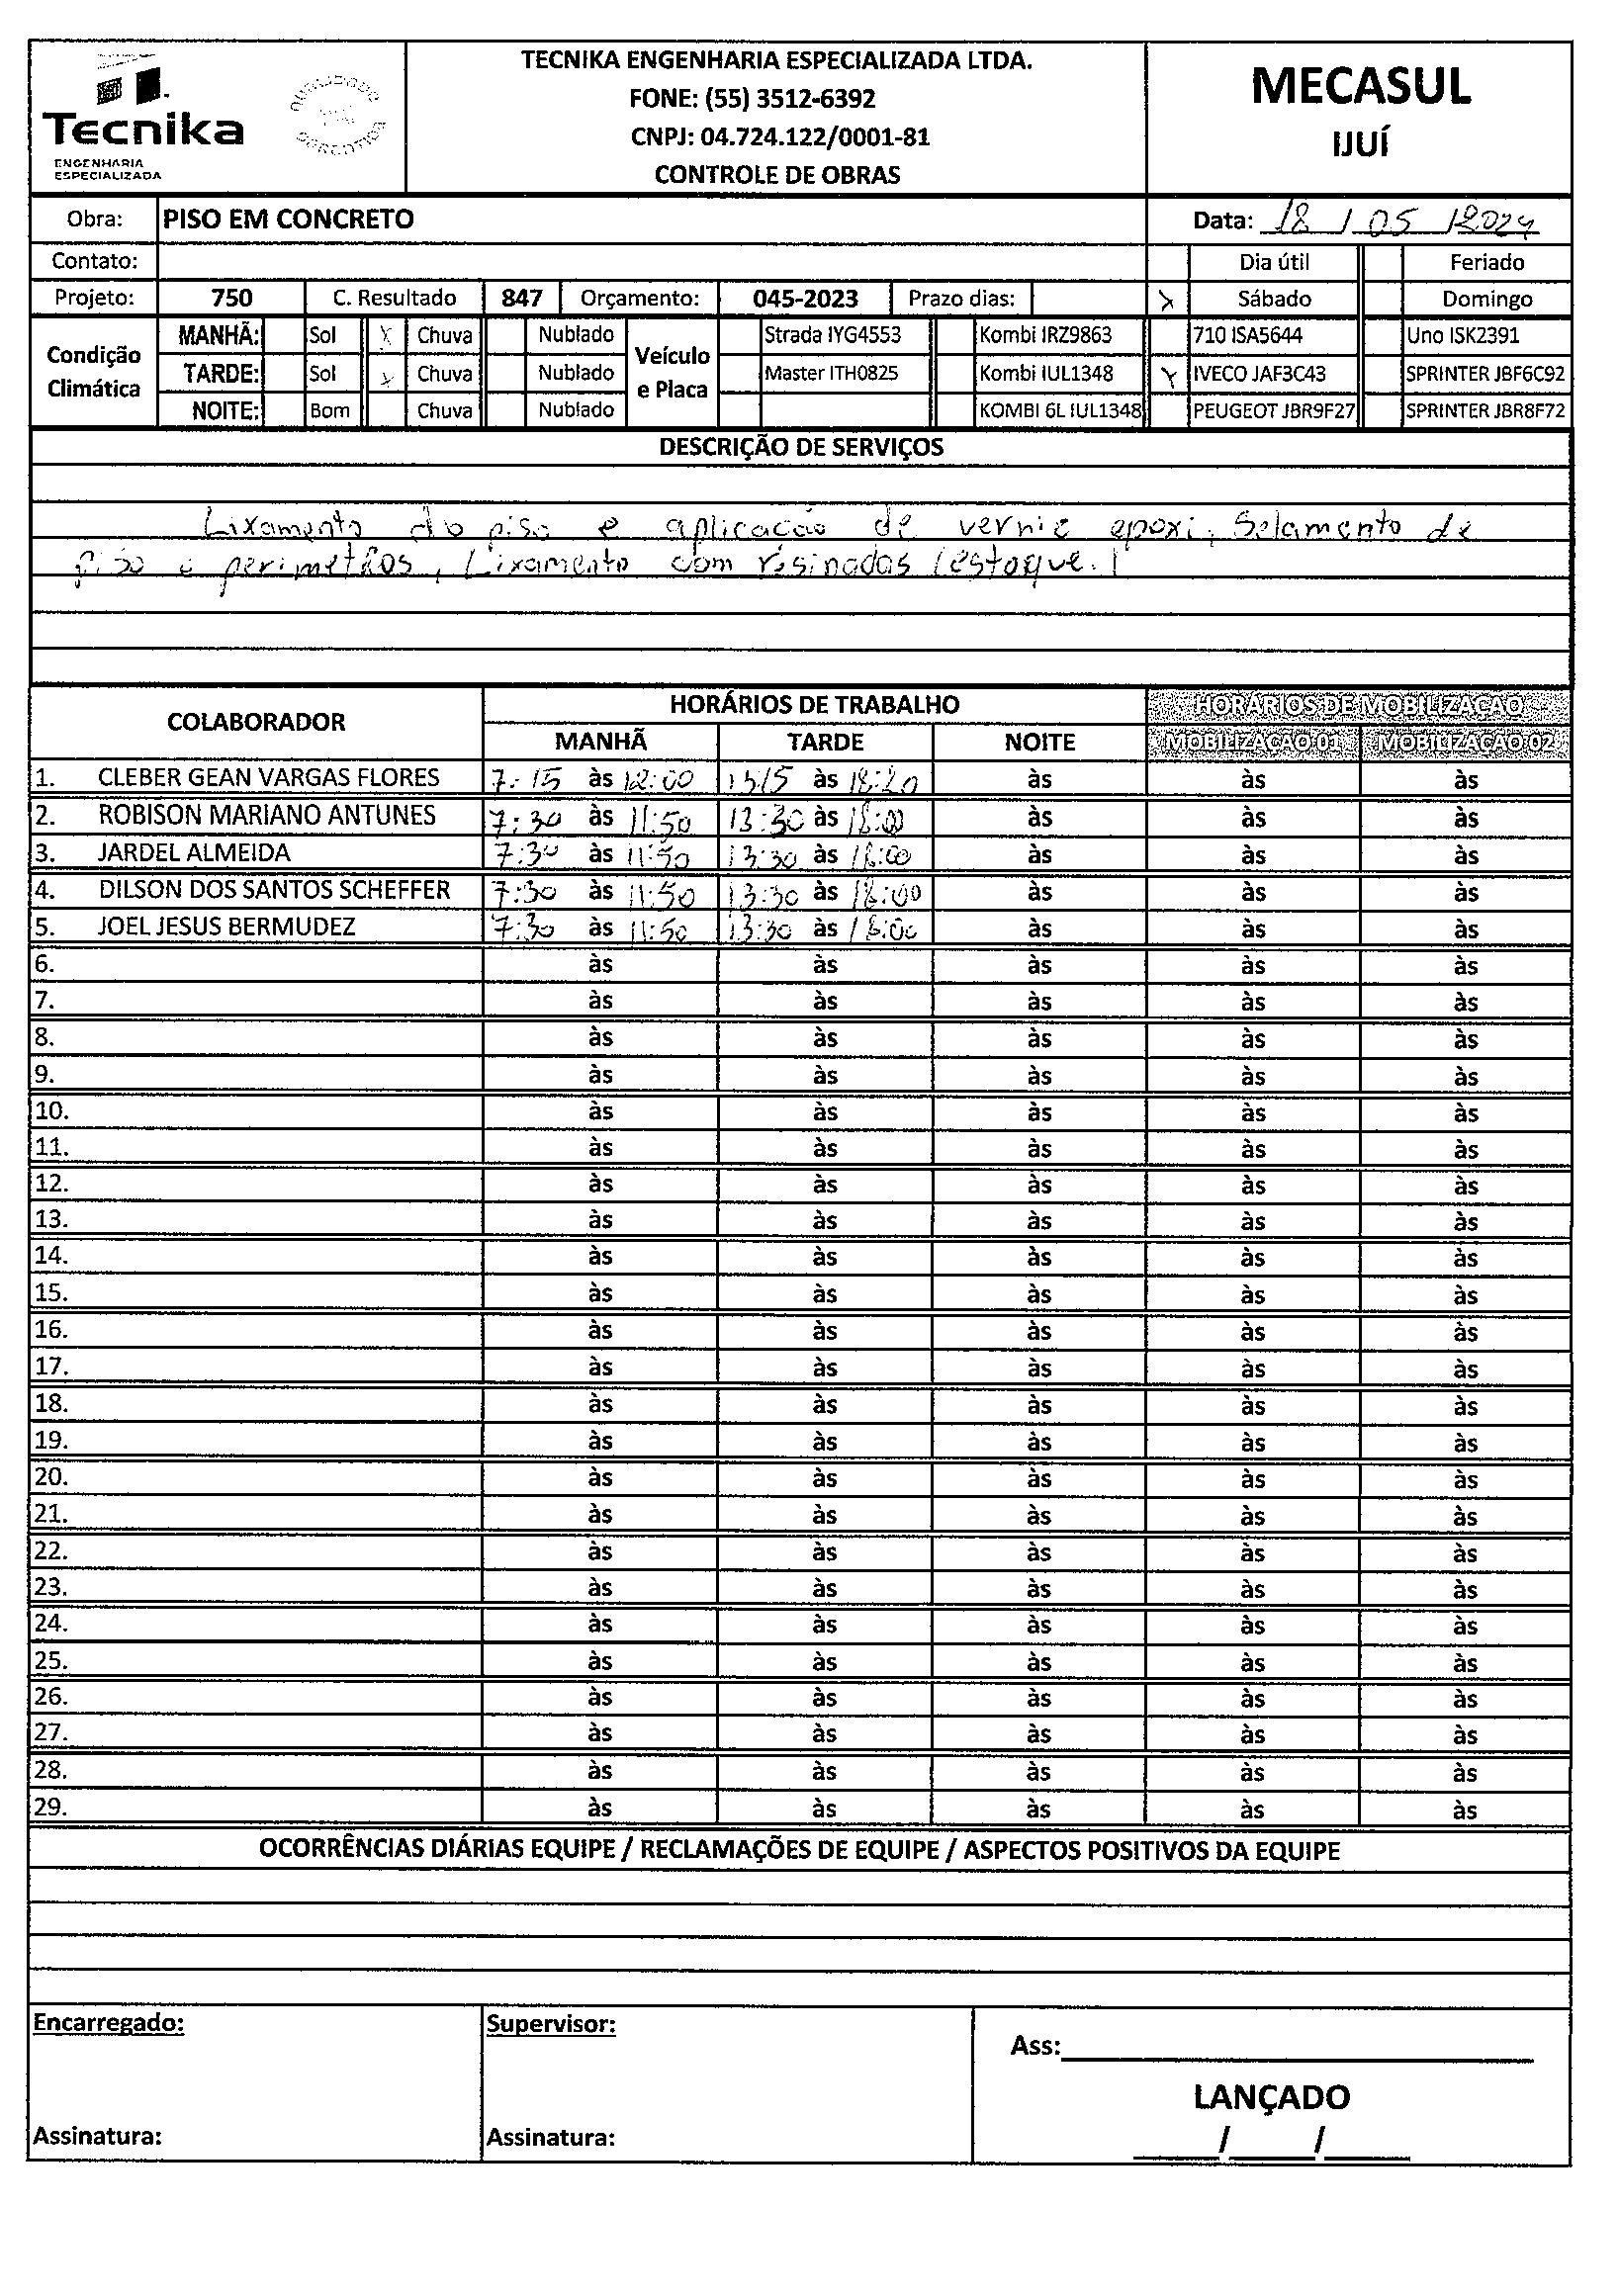 Tecnika
ENGENHARIA
ESPECIALIZADA
TECNIKA ENGENHARIA ESPECIALIZADA LTDA.
FONE: (55) 3512-6392
CNPJ: 04.724.122/0001-81
CONTROLE DE OBRAS
MECASUL
IJUÍ
Obra: PISO EM CONCRETO Data: 18 / 05 / 2024
Contato: Dia útil Feriado
Projeto: 750 C. Resultado 847 Orçamento: 045-2023 Prazo dias: X Sábado Domingo
Condição Climática
MANHÃ: Sol X Chuva Nublado
TARDE: Sol X Chuva Nublado
NOITE: Bom Chuva Nublado
Veículo e Placa
Strada IYG4553 Kombi IRZ9863 710 ISA5644 Uno ISK2391
Master ITH0825 Kombi IUL1348 X IVECO JAF3C43 SPRINTER JBF6C92
KOMBI 6L IUL1348 PEUGEOT JBR9F27 SPRINTER JBR8F72
DESCRIÇÃO DE SERVIÇOS
Lixamento do piso e aplicacão de vernie epoxi, Selamento de
piso e perimetros, Lixamento com resinadas (estoque.)
COLABORADOR HORÁRIOS DE TRABALHO HORÁRIOS DE MOBILIZAÇÃO
MANHÃ TARDE NOITE MOBILIZAÇÃO 01 MOBILIZAÇÃO 02
1. CLEBER GEAN VARGAS FLORES 7:15 às 12:00 1315 às 18:20 às às às
2. ROBISON MARIANO ANTUNES 7:30 às 11:50 13:30 às 18:00 às às às
3. JARDEL ALMEIDA 7:30 às 11:50 13:30 às 18:00 às às às
4. DILSON DOS SANTOS SCHEFFER 7:30 às 11:50 13:30 às 18:00 às às às
5. JOEL JESUS BERMUDEZ 7:30 às 11:50 13:30 às 18:00 às às às
6. às às às às às
7. às às às às às
8. às às às às às
9. às às às às às
10. às às às às às
11. às às às às às
12. às às às às às
13. às às às às às
14. às às às às às
15. às às às às às
16. às às às às às
17. às às às às às
18. às às às às às
19. às às às às às
20. às às às às às
21. às às às às às
22. às às às às às
23. às às às às às
24. às às às às às
25. às às às às às
26. às às às às às
27. às às às às às
28. às às às às às
29. às às às às às
OCORRÊNCIAS DIÁRIAS EQUIPE / RECLAMAÇÕES DE EQUIPE / ASPECTOS POSITIVOS DA EQUIPE
Encarregado: Supervisor:
Ass:
LANÇADO
Assinatura: Assinatura: / /